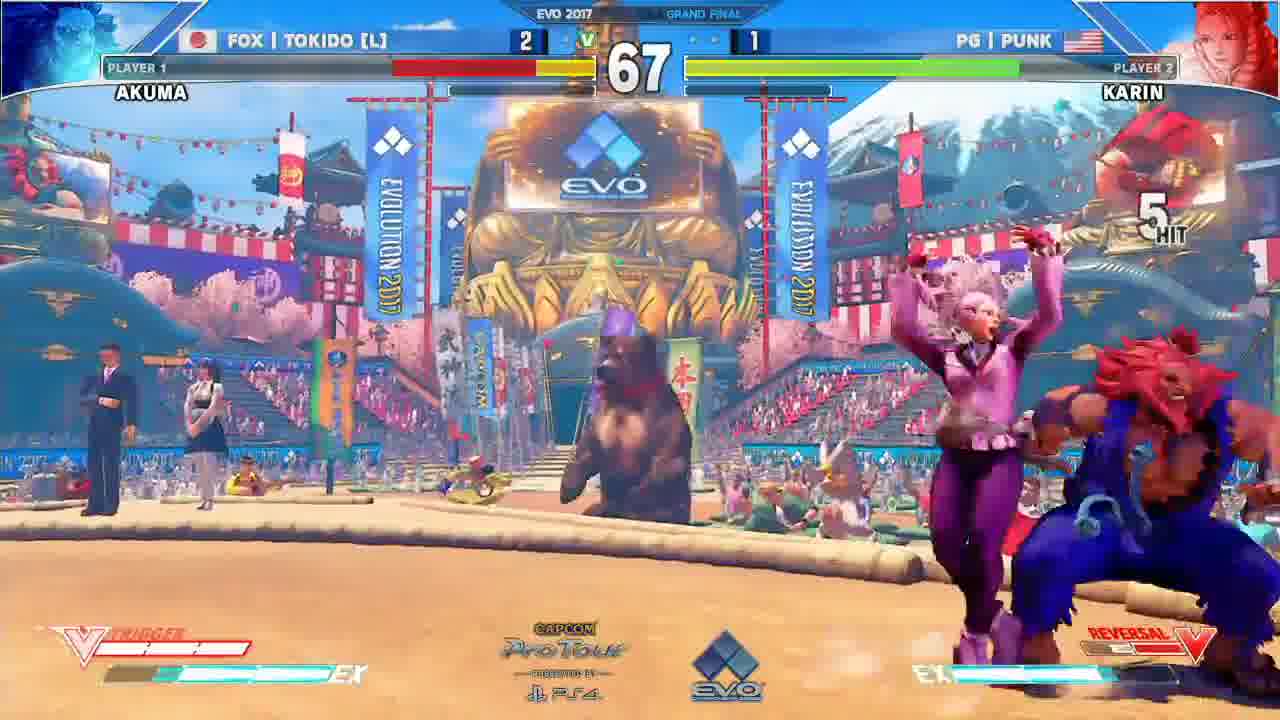 EVO 2017 GRAND FINAL
FOX | TOKIDO [L] 2 V 1 PG | PUNK
PLAYER 1 67 PLAYER 2
AKUMA KARIN
EVO
EVOLUTION 2017
EVOLUTION 2017
5 HIT
V TRIGGER
REVERSAL V
EX
EX
CAPCOM
PRO TOUR
PS4
EVO